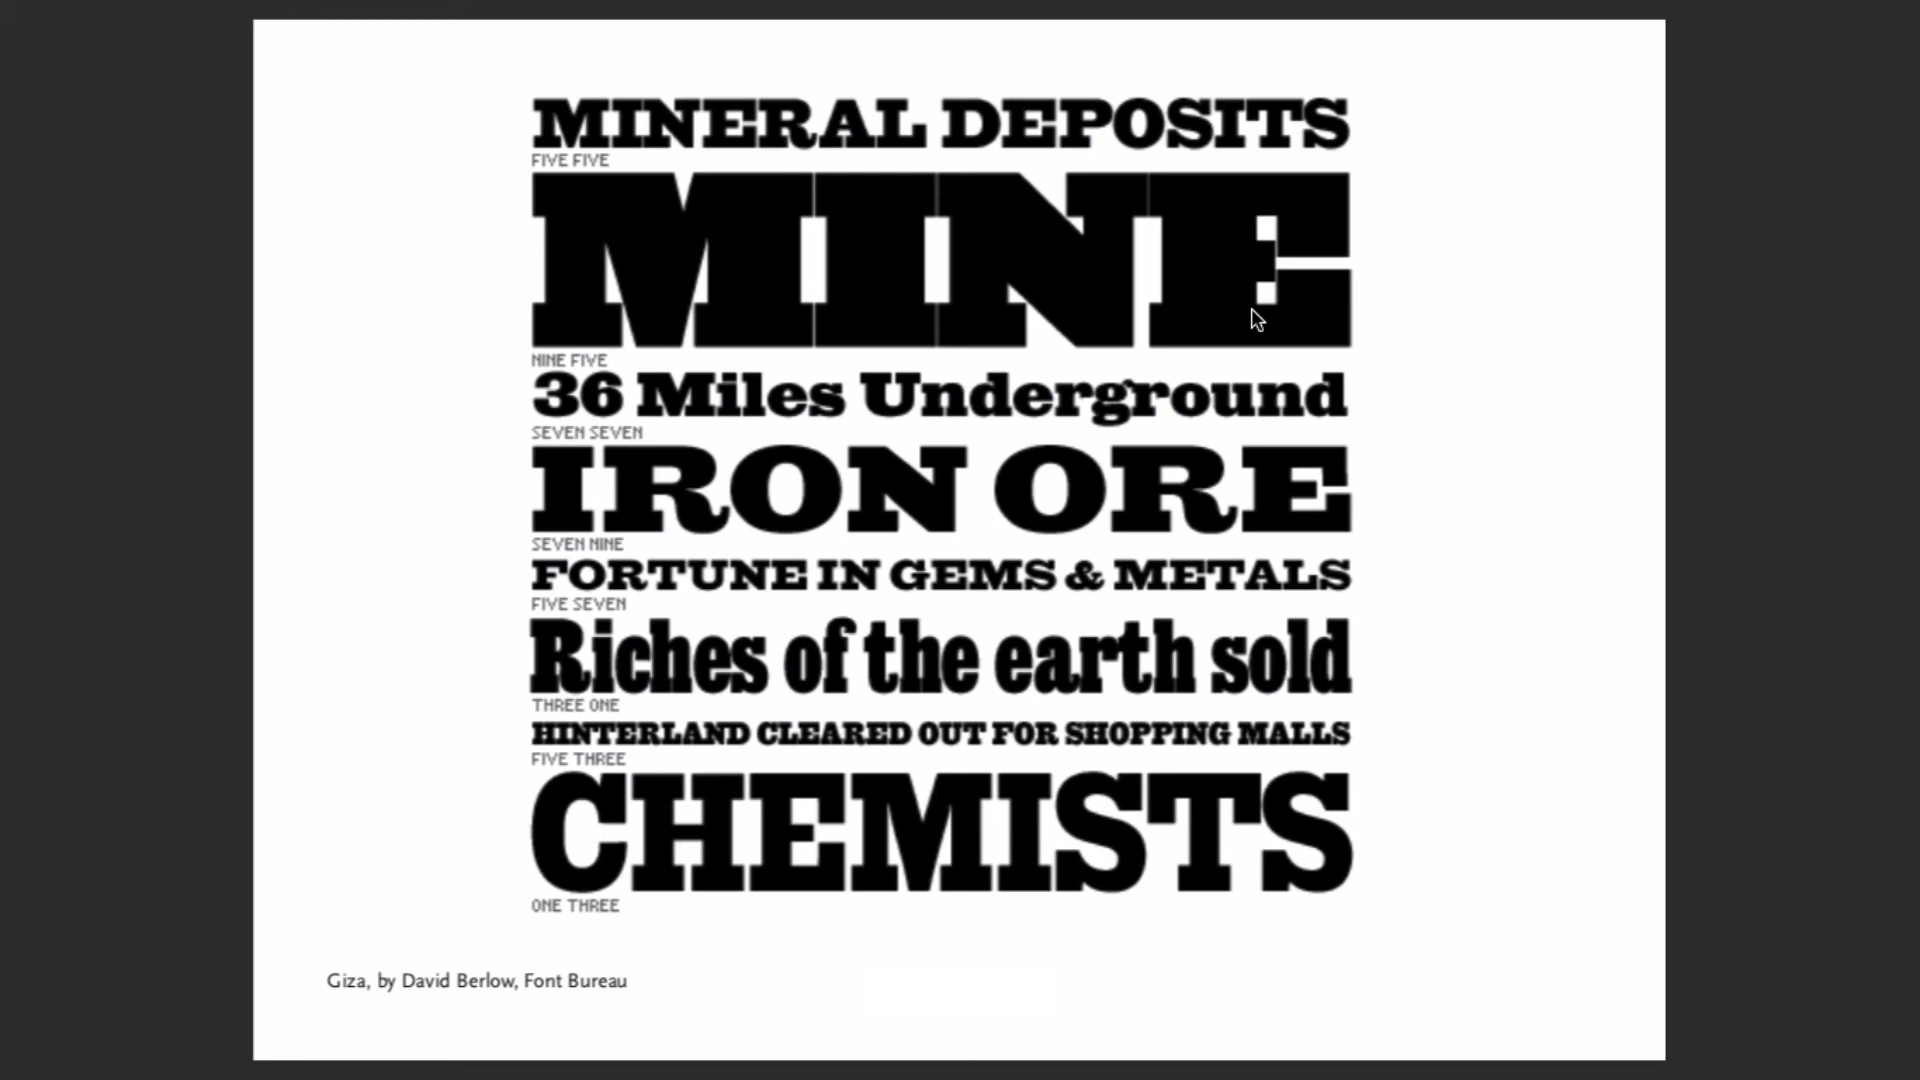 MINERAL DEPOSITS
FIVE FIVE
MINE
NINE FIVE
36 Miles Underground
SEVEN SEVEN
IRON ORE
SEVEN NINE
FORTUNE IN GEMS & METALS
FIVE SEVEN
Riches of the earth sold
THREE ONE
HINTERLAND CLEARED OUT FOR SHOPPING MALLS
FIVE THREE
CHEMISTS
ONE THREE
Giza, by David Berlow, Font Bureau